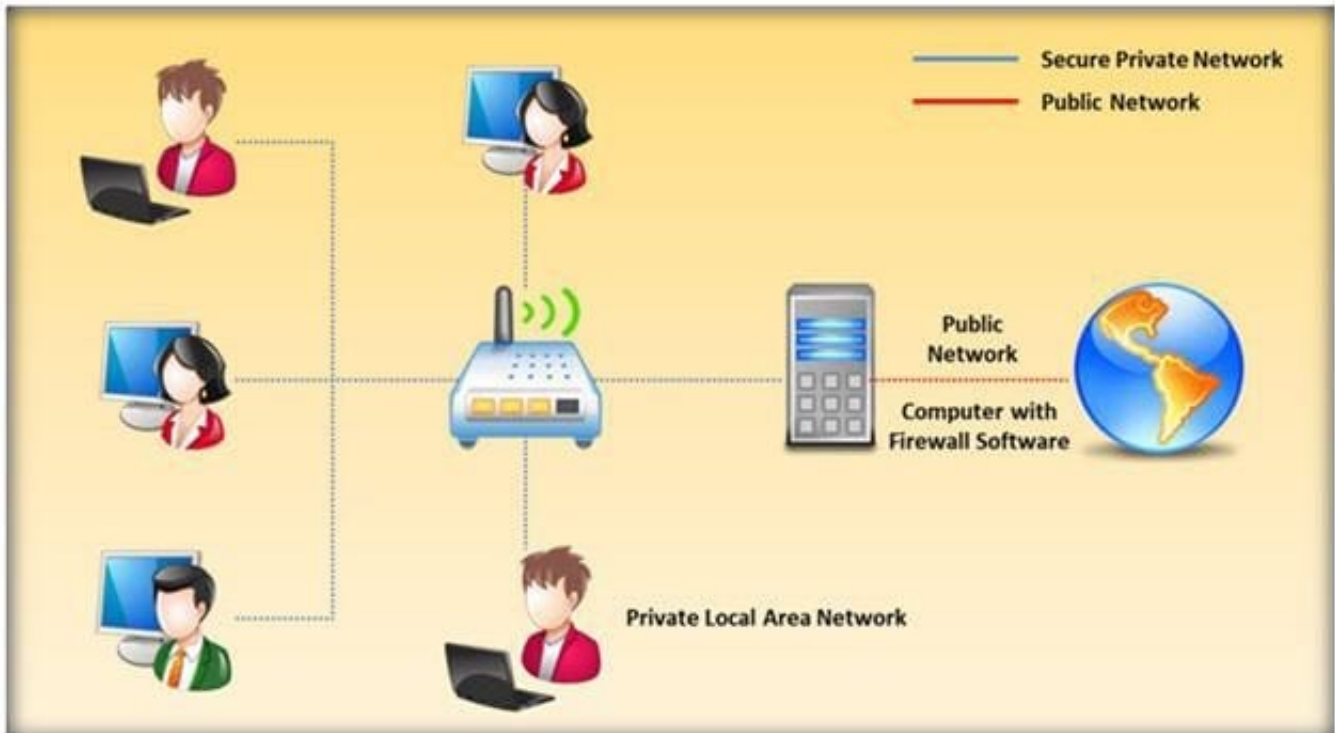 Secure Private Network
Public Network
Public
Network
Computer with
Firewall Software
Private Local Area Network